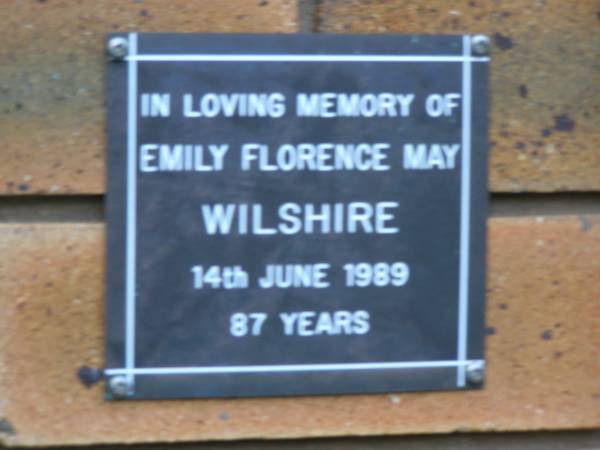 IN LOVING MEMORY OF
EMILY FLORENCE MAY
WILSHIRE
14th JUNE 1989
87 YEARS